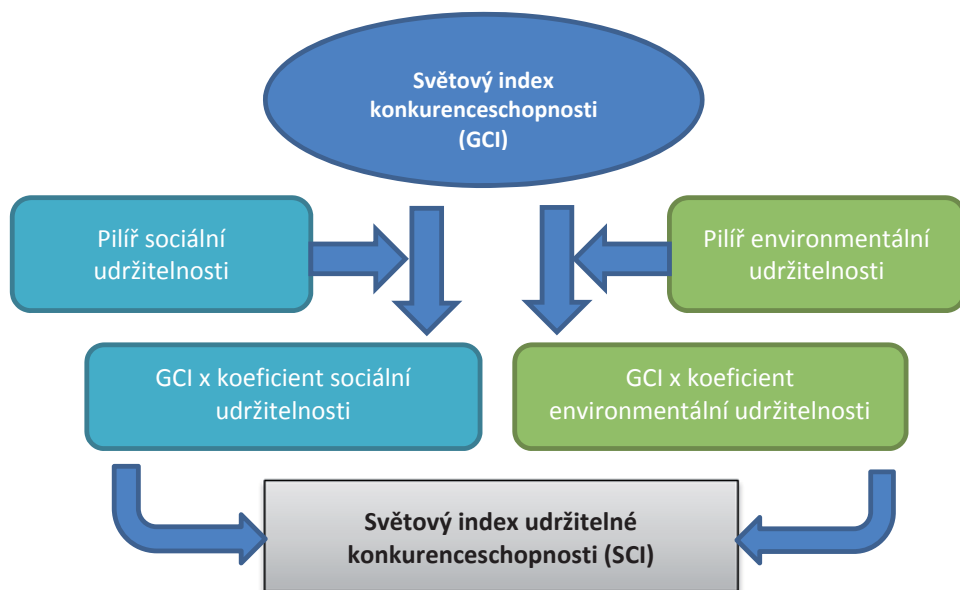 Světový index
konkurenceschopnosti
(GCI)
Pilíř sociální
udržitelnosti
Pilíř environmentální
udržitelnosti
GCI x koeficient sociální
udržitelnosti
GCI x koeficient
environmentální udržitelnosti
Světový index udržitelné
konkurenceschopnosti (SCI)